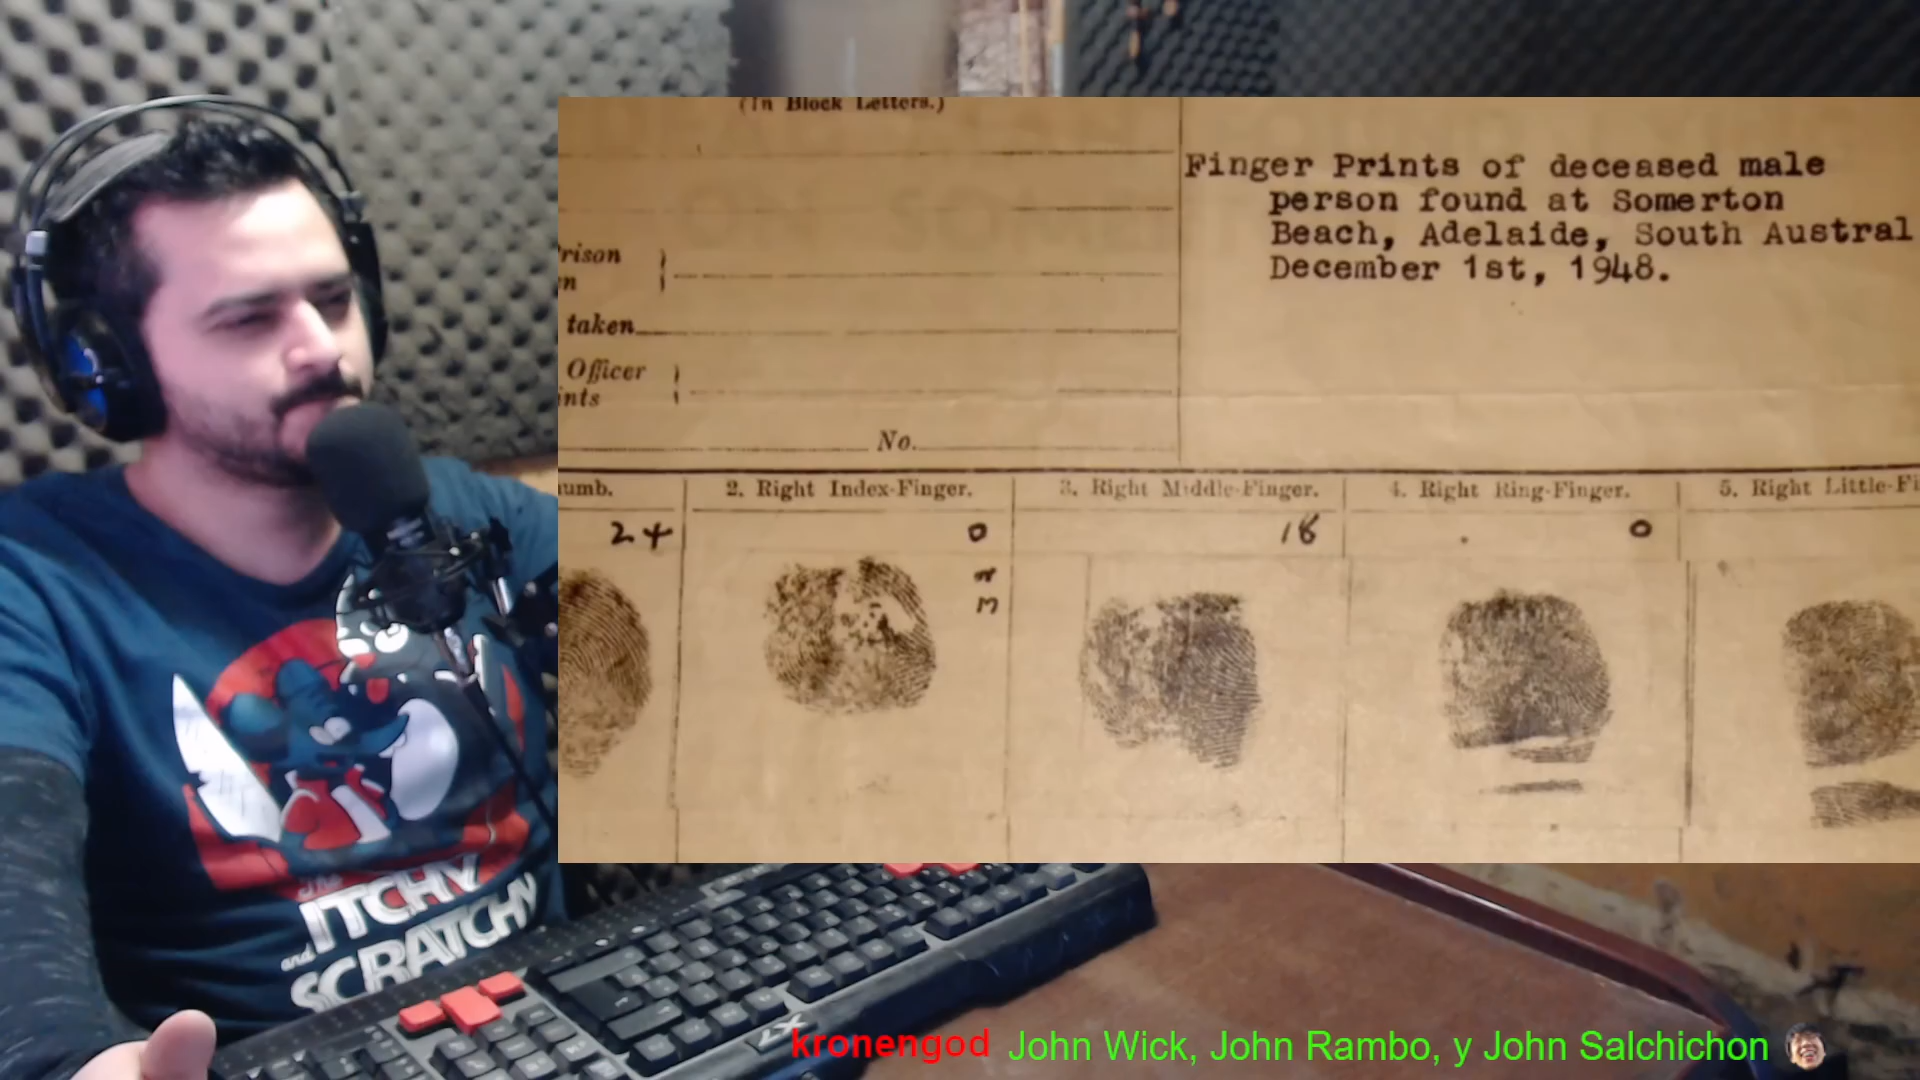 (In Block Letters.)
Finger Prints of deceased male
person found at Somerton
Beach, Adelaide, South Austral
December 1st, 1948.
rison
n
taken
Officer
ints
No.
umb.
2. Right Index-Finger.
3. Right Middle-Finger.
4. Right Ring-Finger.
5. Right Little-Fi
24
0
18
0
ITCHY
and
SCRATCHY
kronengod John Wick, John Rambo, y John Salchichon